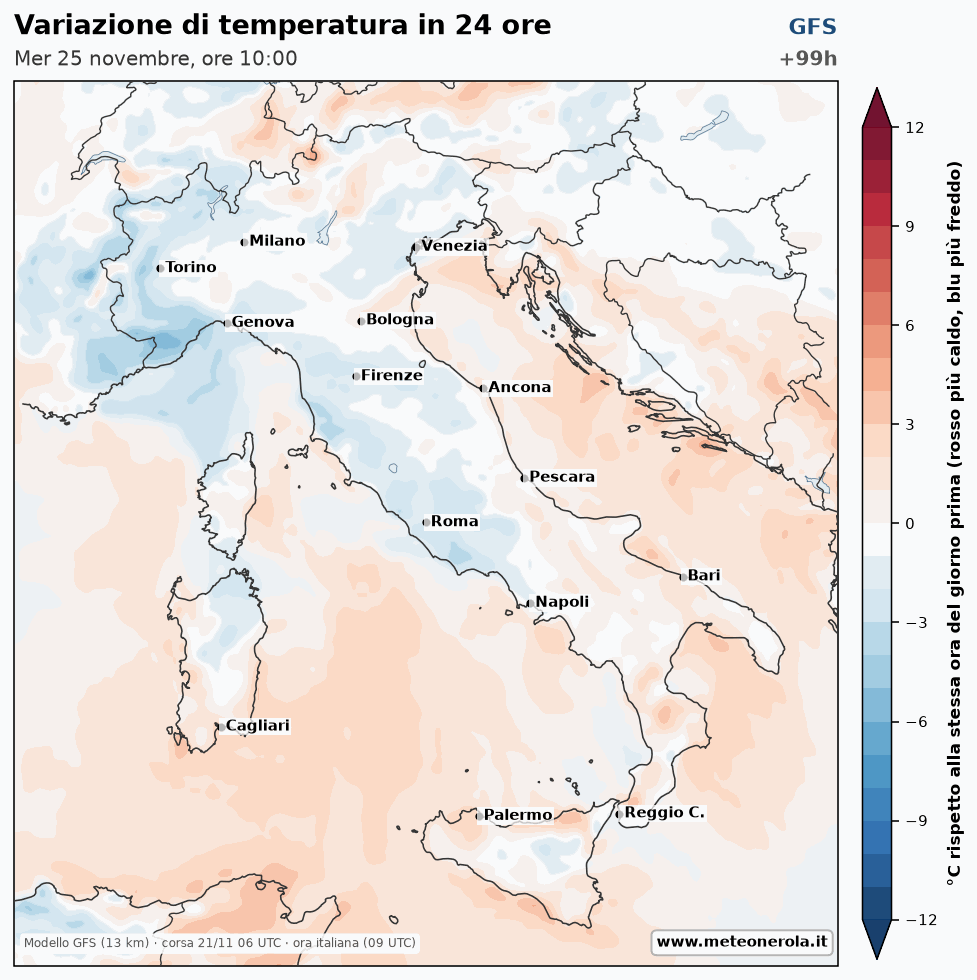 Variazione di temperatura in 24 ore
GFS
Mer 25 novembre, ore 10:00
+99h
Milano
Venezia
Torino
Genova
Bologna
Firenze
Ancona
Pescara
Roma
Bari
Napoli
Cagliari
Palermo
Reggio C.
12
9
6
3
0
−3
−6
−9
−12
°C rispetto alla stessa ora del giorno prima (rosso più caldo, blu più freddo)
Modello GFS (13 km) · corsa 21/11 06 UTC · ora italiana (09 UTC)
www.meteonerola.it